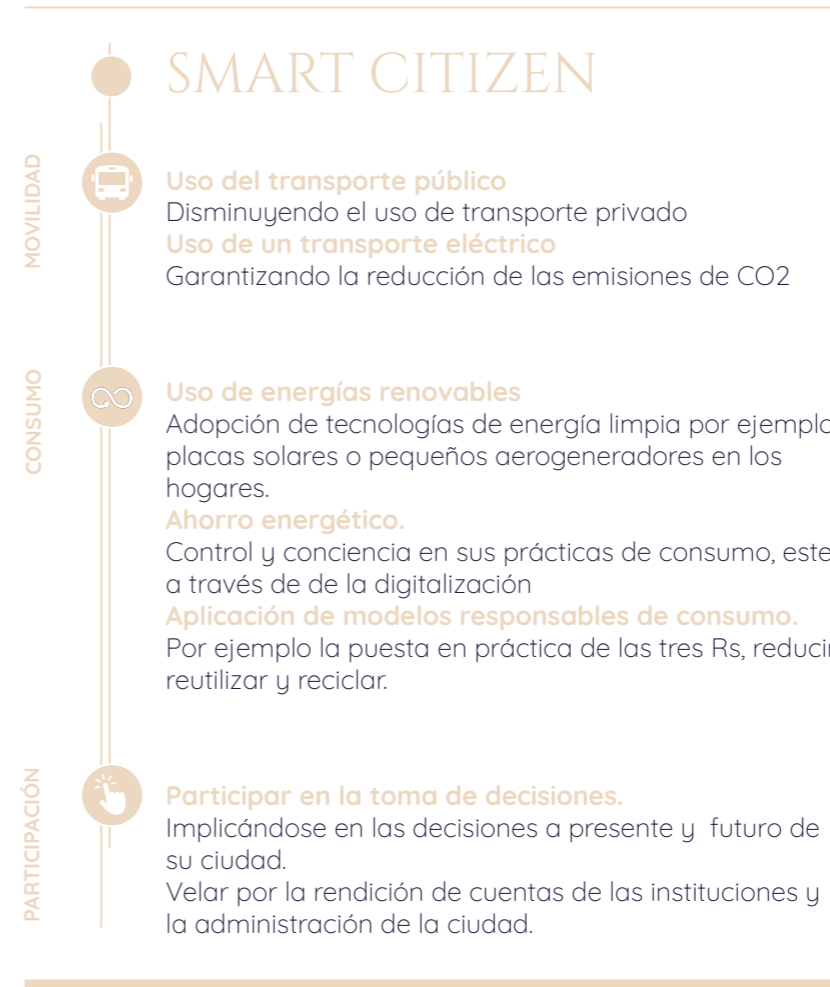 SMART CITIZEN
MOVILIDAD
Uso del transporte público
Disminuyendo el uso de transporte privado
Uso de un transporte eléctrico
Garantizando la reducción de las emisiones de CO2
CONSUMO
Uso de energías renovables
Adopción de tecnologías de energía limpia por ejemplo
placas solares o pequeños aerogeneradores en los
hogares.
Ahorro energético.
Control y conciencia en sus prácticas de consumo, este
a través de de la digitalización
Aplicación de modelos responsables de consumo.
Por ejemplo la puesta en práctica de las tres Rs, reducir
reutilizar y reciclar.
PARTICIPACIÓN
Participar en la toma de decisiones.
Implicándose en las decisiones a presente y  futuro de
su ciudad.
Velar por la rendición de cuentas de las instituciones y
la administración de la ciudad.